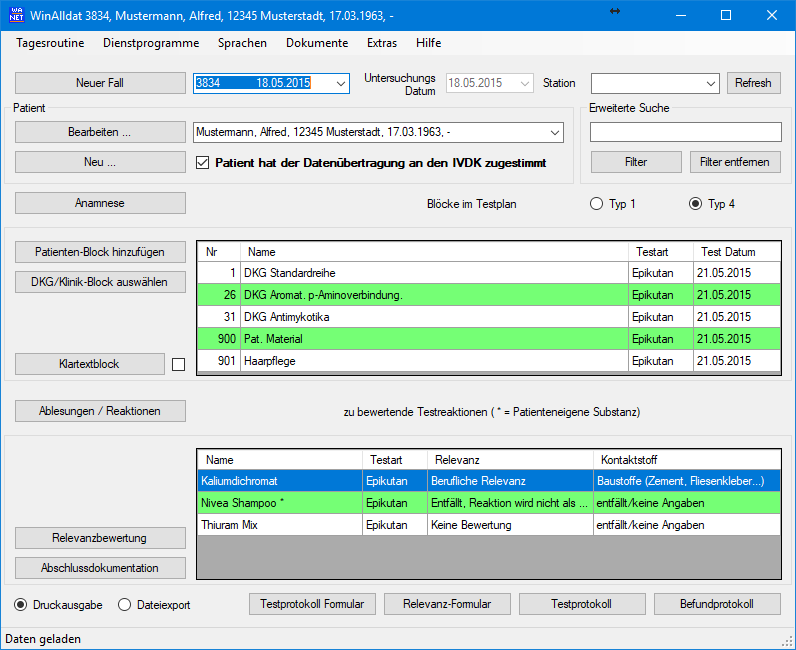 WA NET WinAlldat 3834, Mustermann, Alfred, 12345 Musterstadt, 17.03.1963, -
Tagesroutine Dienstprogramme Sprachen Dokumente Extras Hilfe
Neuer Fall 3834 18.05.2015 Untersuchungs Datum 18.05.2015 Station Refresh
Patient Erweiterte Suche
Bearbeiten ... Mustermann, Alfred, 12345 Musterstadt, 17.03.1963, -
Neu ... Patient hat der Datenübertragung an den IVDK zugestimmt Filter Filter entfernen
Anamnese Blöcke im Testplan Typ 1 Typ 4
Patienten-Block hinzufügen
DKG/Klinik-Block auswählen
Nr Name Testart Test Datum
1 DKG Standardreihe Epikutan 21.05.2015
26 DKG Aromat. p-Aminoverbindung. Epikutan 21.05.2015
31 DKG Antimykotika Epikutan 21.05.2015
900 Pat. Material Epikutan 21.05.2015
901 Haarpflege Epikutan 21.05.2015
Klartextblock
Ablesungen / Reaktionen zu bewertende Testreaktionen ( * = Patienteneigene Substanz)
Name Testart Relevanz Kontaktstoff
Kaliumdichromat Epikutan Berufliche Relevanz Baustoffe (Zement, Fliesenkleber...)
Nivea Shampoo * Epikutan Entfällt, Reaktion wird nicht als ... entfällt/keine Angaben
Thiuram Mix Epikutan Keine Bewertung entfällt/keine Angaben
Relevanzbewertung
Abschlussdokumentation
Druckausgabe Dateiexport Testprotokoll Formular Relevanz-Formular Testprotokoll Befundprotokoll
Daten geladen